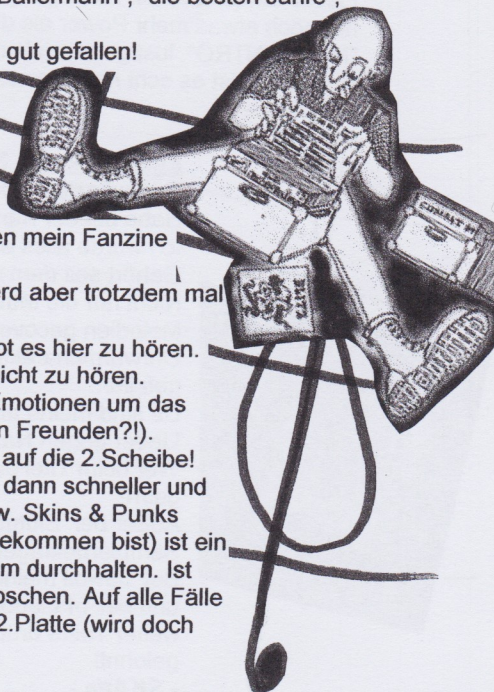 Ballermann", "die besten Jahre",
gut gefallen!
en mein Fanzine
erd aber trotzdem mal
bt es hier zu hören.
icht zu hören.
Emotionen um das
n Freunden?!).
auf die 2.Scheibe!
dann schneller und
w. Skins & Punks
ekommen bist) ist ein
m durchhalten. Ist
oschen. Auf alle Fälle
2.Platte (wird doch